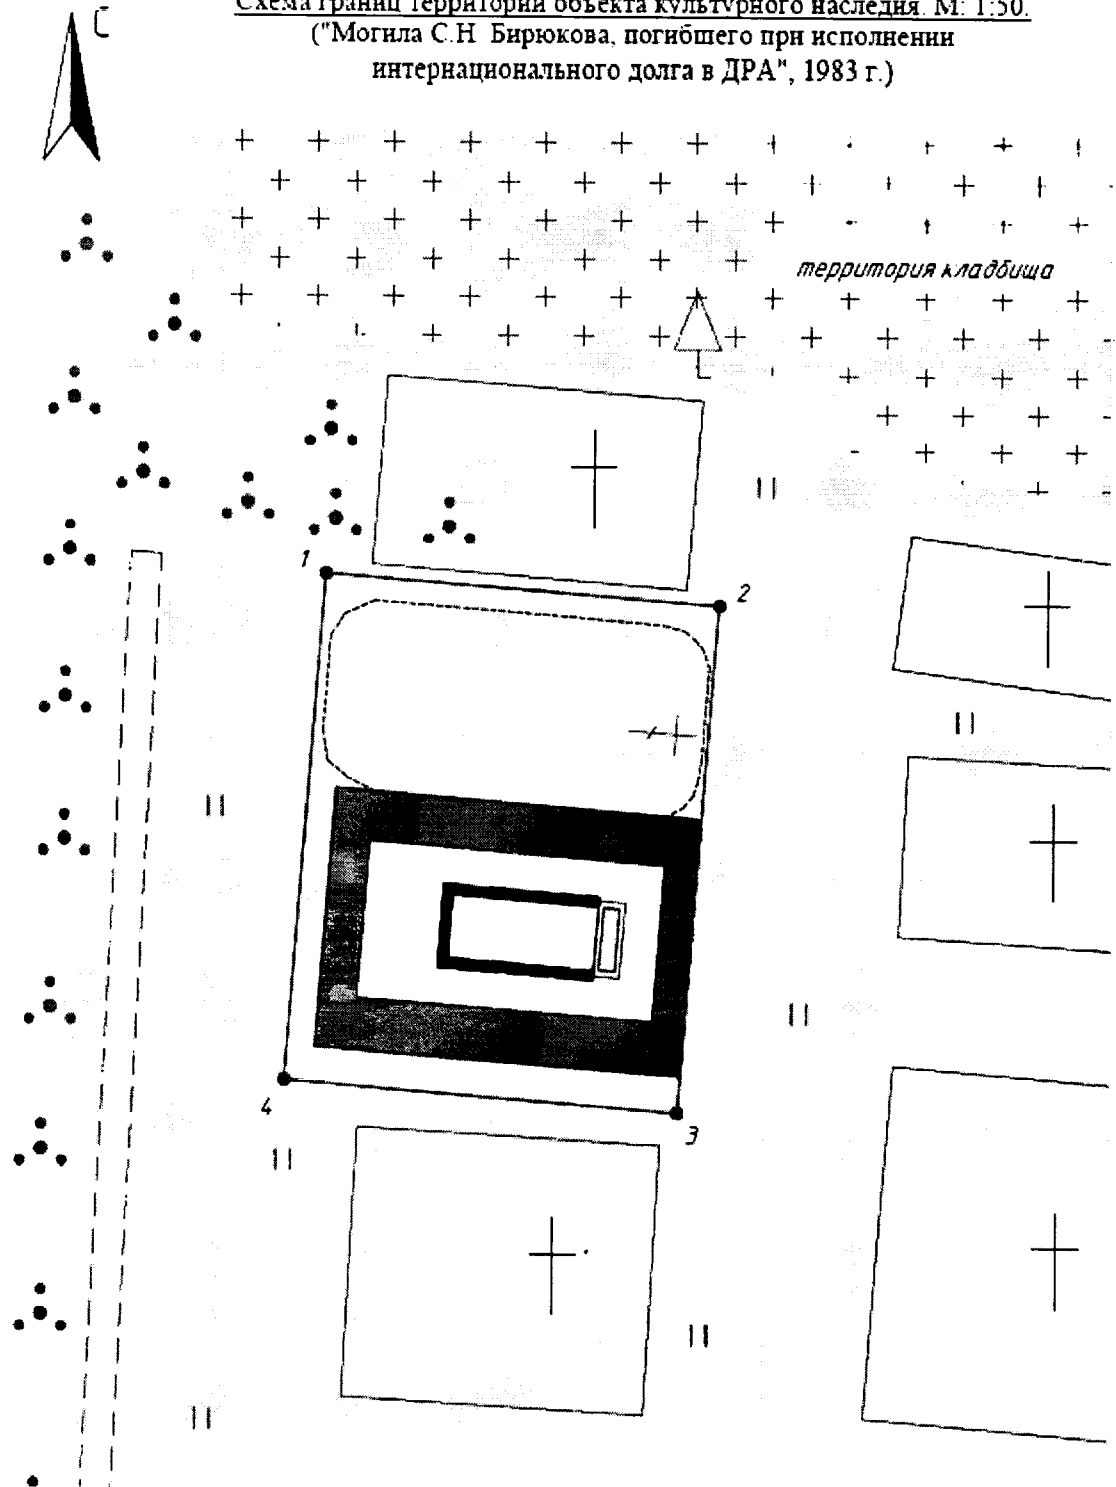 С
Схема границ территории объекта культурного наследия. М: 1:50.
("Могила С.Н. Бирюкова, погибшего при исполнении
интернационального долга в ДРА", 1983 г.)
территория кладбища
1
2
4
3